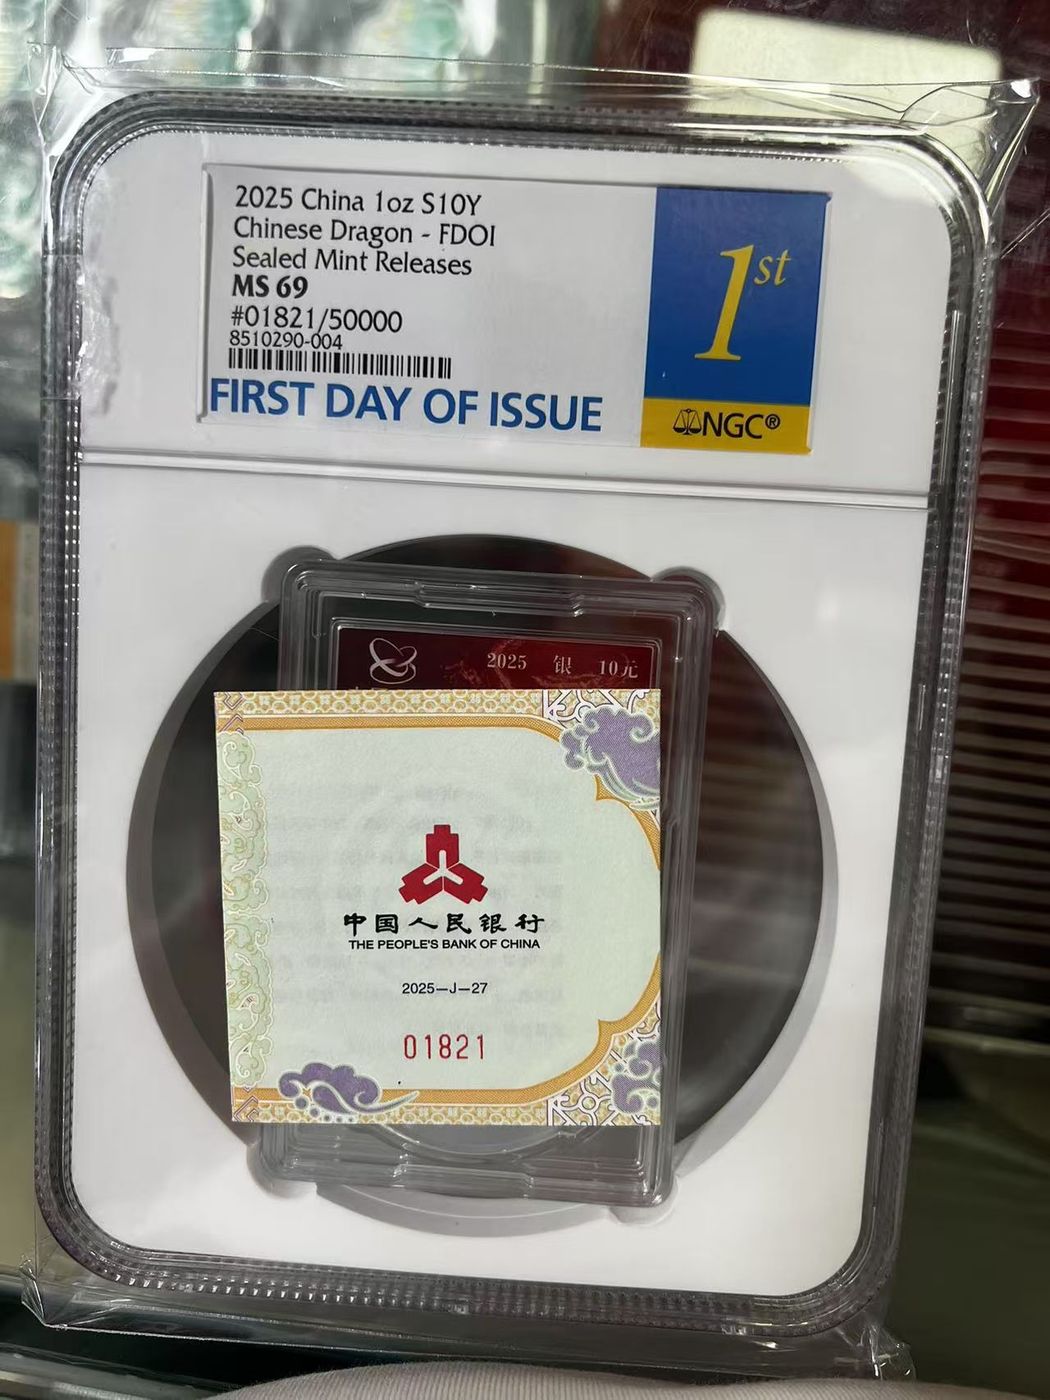 2025 China 1oz S10Y
Chinese Dragon - FDOI
Sealed Mint Releases
MS 69
#01821/50000
8510290-004
FIRST DAY OF ISSUE
1st
NGC®
2025 银 10元
中国人民银行
THE PEOPLE'S BANK OF CHINA
2025-J-27
01821